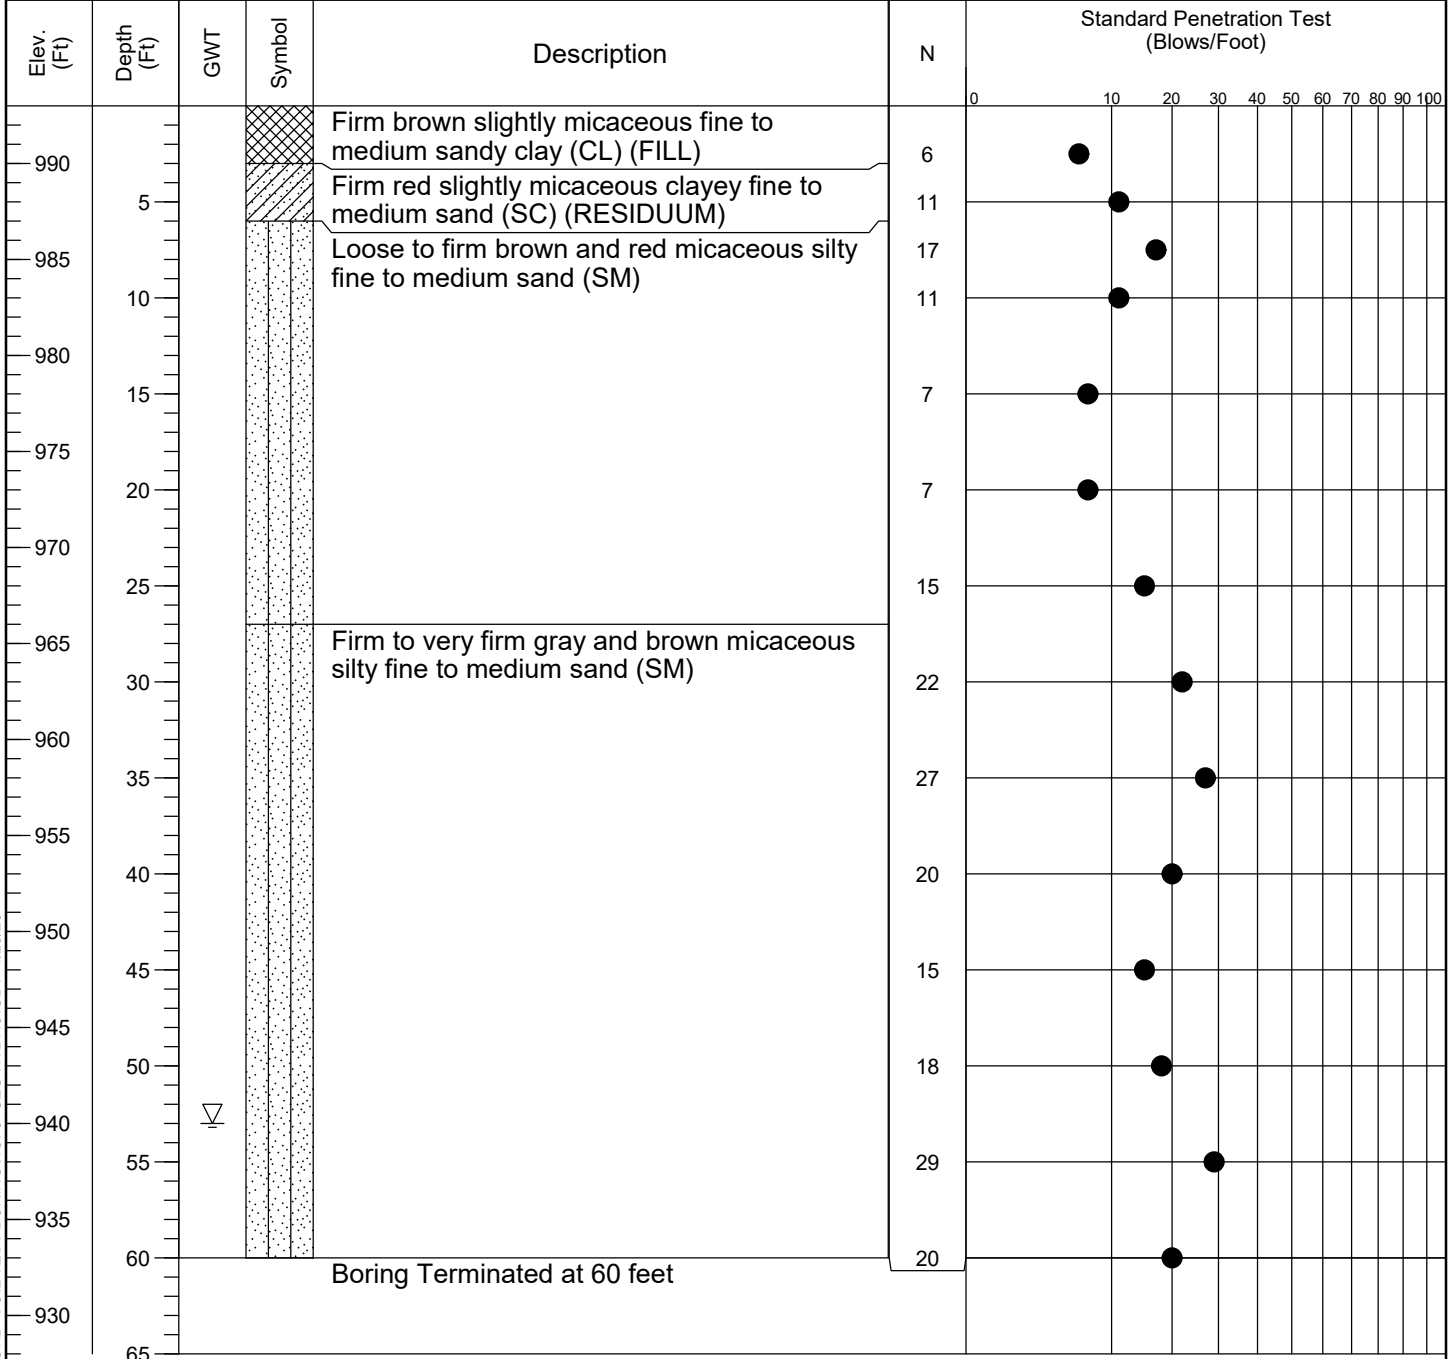 Elev.
(Ft)
Depth
(Ft)
GWT
Symbol
Description
N
Standard Penetration Test
(Blows/Foot)
0 10 20 30 40 50 60 70 80 90 100
Firm brown slightly micaceous fine to
medium sandy clay (CL) (FILL)
6
990
Firm red slightly micaceous clayey fine to
medium sand (SC) (RESIDUUM)
5
11
Loose to firm brown and red micaceous silty
fine to medium sand (SM)
17
985
10
11
980
15
7
975
20
7
970
25
15
965
Firm to very firm gray and brown micaceous
silty fine to medium sand (SM)
30
22
960
35
27
955
40
20
950
45
15
945
50
18
940
55
29
935
60
20
Boring Terminated at 60 feet
930
65